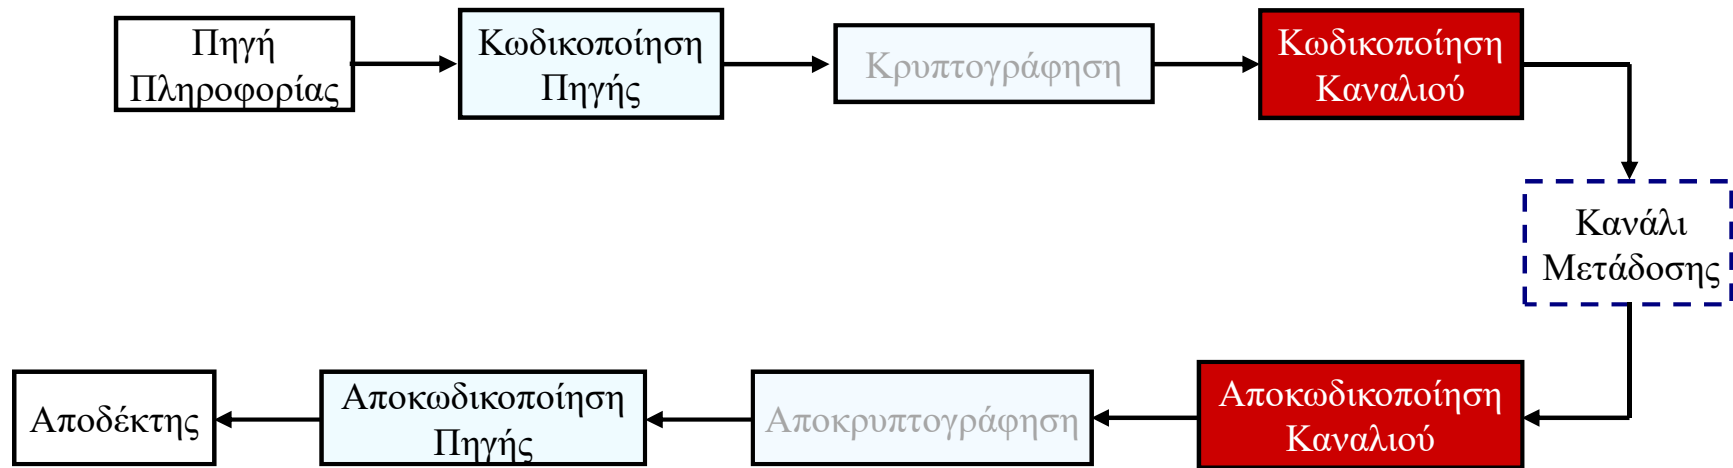 Πηγή
Πληροφορίας
Κωδικοποίηση
Πηγής
Κρυπτογράφηση
Κωδικοποίηση
Καναλιού
Κανάλι
Μετάδοσης
Αποκωδικοποίηση
Καναλιού
Αποκρυπτογράφηση
Αποκωδικοποίηση
Πηγής
Αποδέκτης